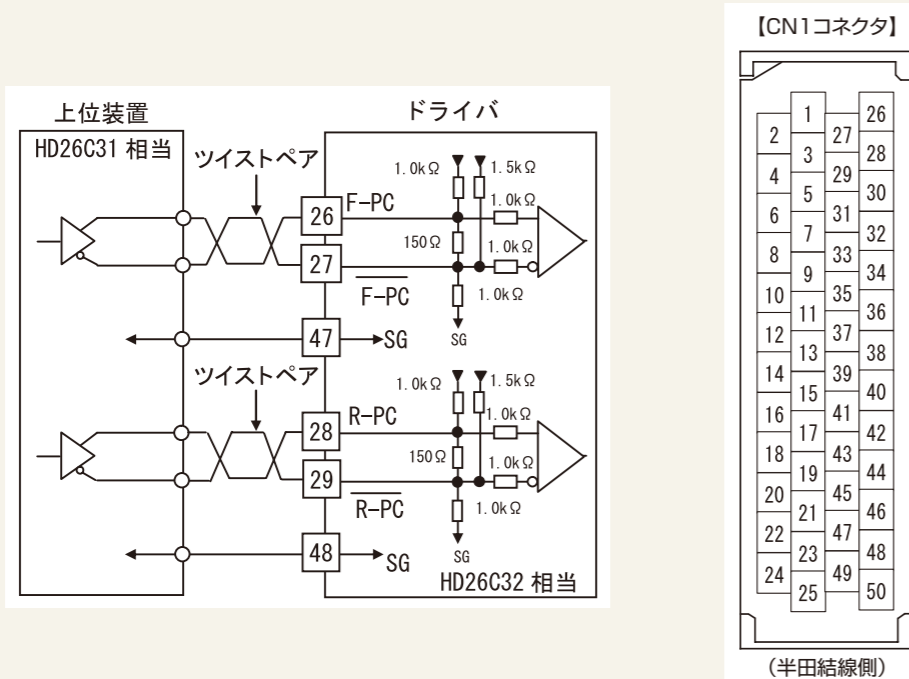 【CN1コネクタ】
上位装置
ドライバ
HD26C31 相当
ツイストペア
1.0kΩ
1.5kΩ
26
F-PC
1.0kΩ
150Ω
1.0kΩ
27
F-PC
1.0kΩ
47
SG
SG
ツイストペア
1.0kΩ
1.5kΩ
28
R-PC
1.0kΩ
150Ω
1.0kΩ
29
R-PC
1.0kΩ
48
SG
SG
HD26C32 相当
1
26
2
27
3
28
4
29
5
30
6
31
7
32
8
33
9
34
10
35
11
36
12
37
13
38
14
39
15
40
16
41
17
42
18
43
19
44
20
45
21
46
22
47
23
48
24
49
25
50
(半田結線側)